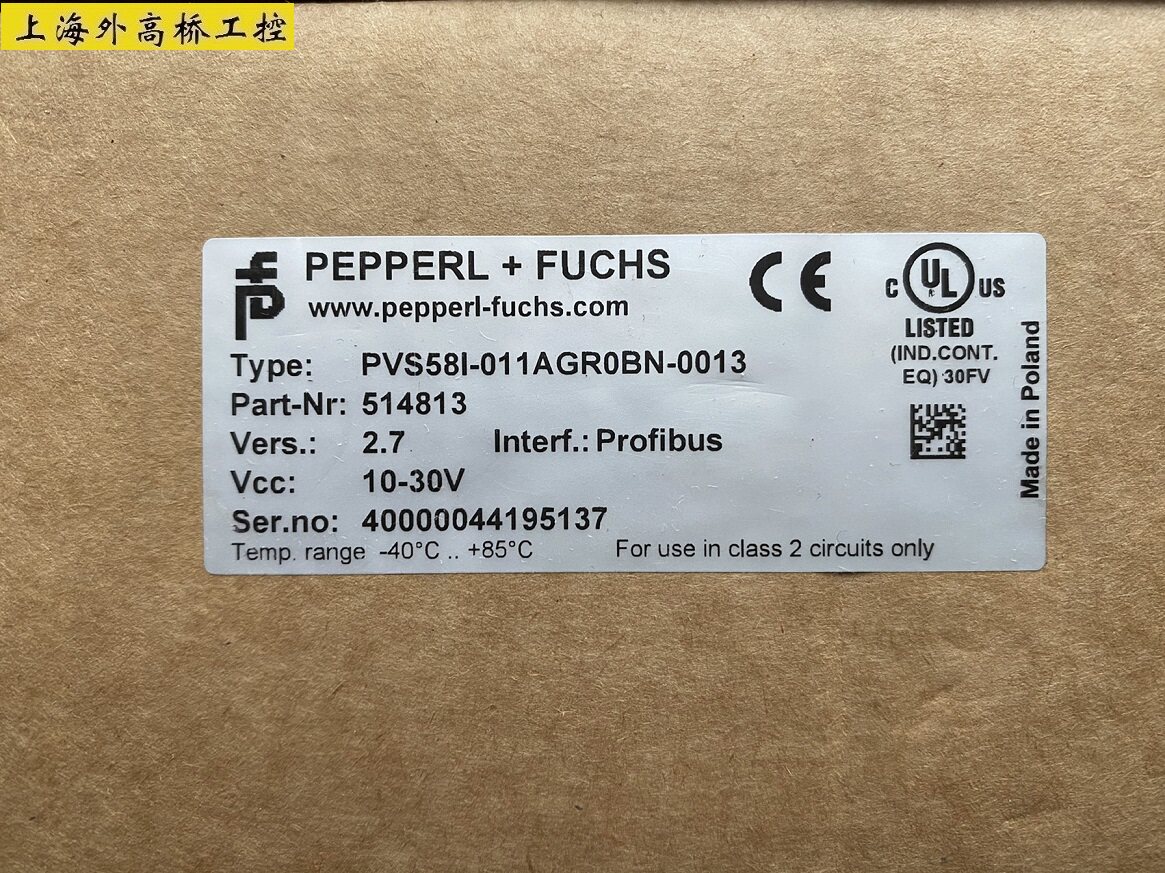 上海外高桥工控
PEPPERL + FUCHS
www.pepperl-fuchs.com
CE
C UL US
LISTED
(IND.CONT.
EQ) 30FV
Type: PVS58I-011AGR0BN-0013
Part-Nr: 514813
Vers.: 2.7 Interf.: Profibus
Vcc: 10-30V
Ser.no: 40000044195137
Temp. range -40°C .. +85°C For use in class 2 circuits only
Made in Poland